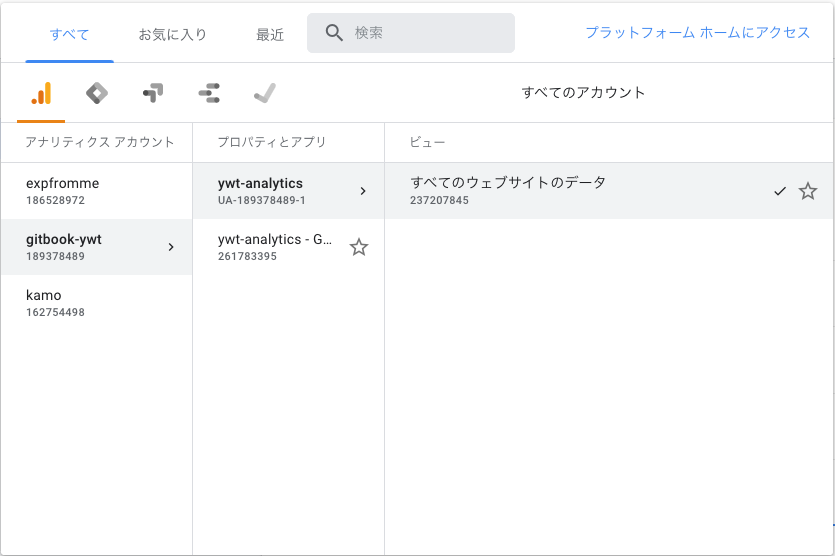 すべて
お気に入り
最近
検索
プラットフォーム ホームにアクセス
すべてのアカウント
アナリティクス アカウント
プロパティとアプリ
ビュー
expfromme
186528972
gitbook-ywt
189378489
kamo
162754498
ywt-analytics
UA-189378489-1
ywt-analytics - G...
261783395
すべてのウェブサイトのデータ
237207845